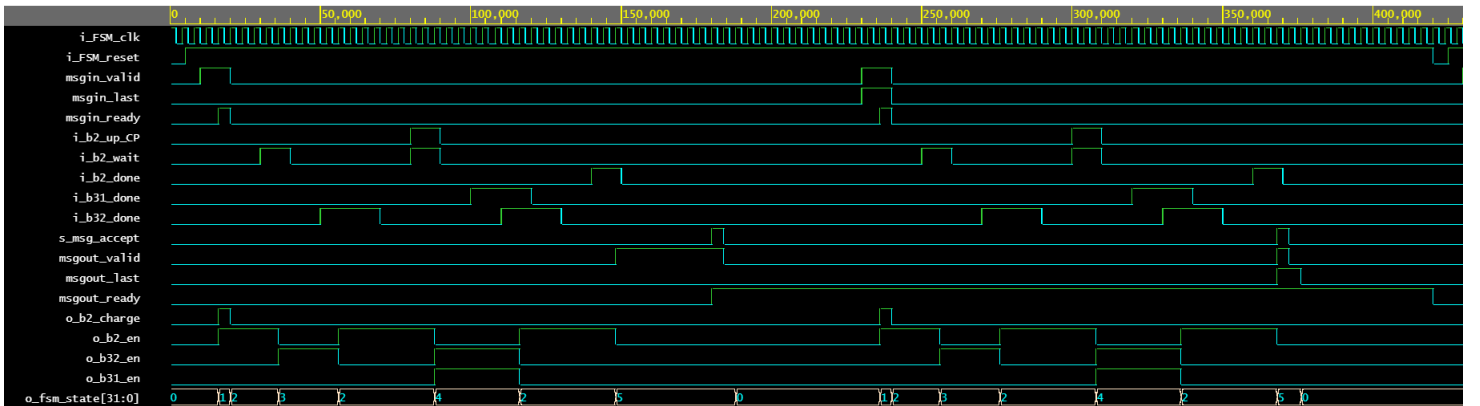 0 50,000 100,000 150,000 200,000 250,000 300,000 350,000 400,000
i_FSM_clk
i_FSM_reset
msgin_valid
msgin_last
msgin_ready
i_b2_up_CP
i_b2_wait
i_b2_done
i_b31_done
i_b32_done
s_msg_accept
msgout_valid
msgout_last
msgout_ready
o_b2_charge
o_b2_en
o_b32_en
o_b31_en
o_fsm_state[31:0] 0 1 2 3 2 4 2 5 0 1 2 3 2 4 2 5 0